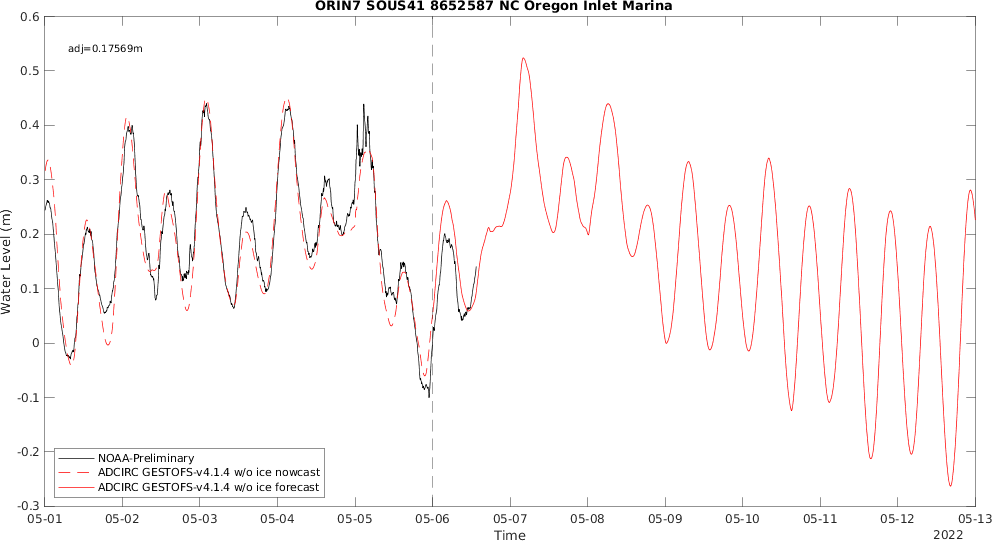 ORIN7 SOUS41 8652587 NC Oregon Inlet Marina
adj=0.17569m
0.6
0.5
0.4
0.3
0.2
0.1
0
-0.1
-0.2
-0.3
Water Level (m)
NOAA-Preliminary
ADCIRC GESTOFS-v4.1.4 w/o ice nowcast
ADCIRC GESTOFS-v4.1.4 w/o ice forecast
05-01 05-02 05-03 05-04 05-05 05-06 05-07 05-08 05-09 05-10 05-11 05-12 05-13
Time
2022